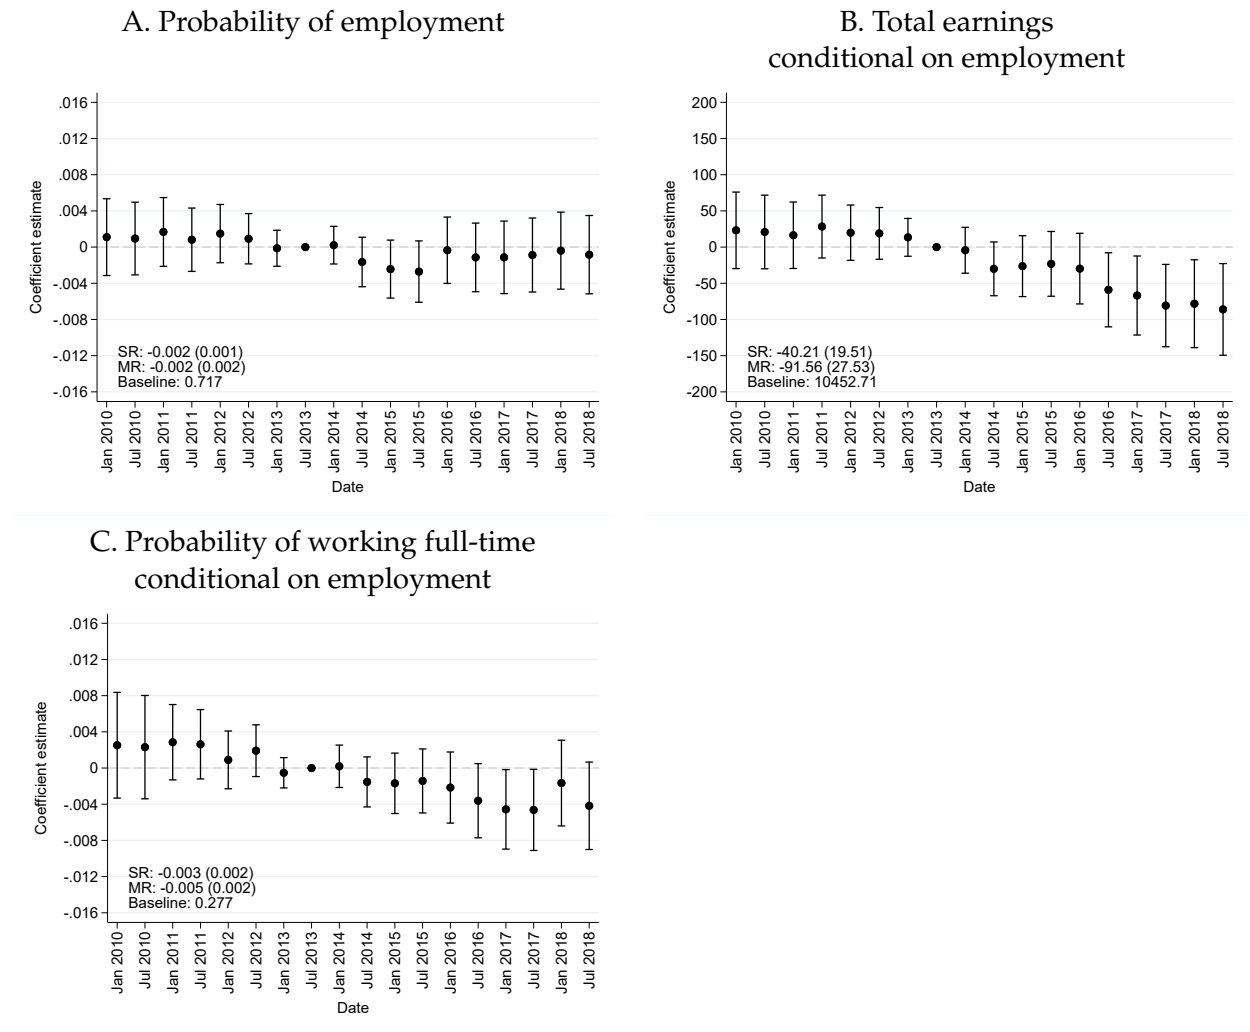 A. Probability of employment
.016
.012
.008
.004
0
-.004
-.008
-.012
-.016
Coefficient estimate
SR: -0.002 (0.001)
MR: -0.002 (0.002)
Baseline: 0.717
Jan 2010
Jul 2010
Jan 2011
Jul 2011
Jan 2012
Jul 2012
Jan 2013
Jul 2013
Jan 2014
Jul 2014
Jan 2015
Jul 2015
Jan 2016
Jul 2016
Jan 2017
Jul 2017
Jan 2018
Jul 2018
Date
B. Total earnings
conditional on employment
200
150
100
50
0
-50
-100
-150
-200
Coefficient estimate
SR: -40.21 (19.51)
MR: -91.56 (27.53)
Baseline: 10452.71
Jan 2010
Jul 2010
Jan 2011
Jul 2011
Jan 2012
Jul 2012
Jan 2013
Jul 2013
Jan 2014
Jul 2014
Jan 2015
Jul 2015
Jan 2016
Jul 2016
Jan 2017
Jul 2017
Jan 2018
Jul 2018
Date
C. Probability of working full-time
conditional on employment
.016
.012
.008
.004
0
-.004
-.008
-.012
-.016
Coefficient estimate
SR: -0.003 (0.002)
MR: -0.005 (0.002)
Baseline: 0.277
Jan 2010
Jul 2010
Jan 2011
Jul 2011
Jan 2012
Jul 2012
Jan 2013
Jul 2013
Jan 2014
Jul 2014
Jan 2015
Jul 2015
Jan 2016
Jul 2016
Jan 2017
Jul 2017
Jan 2018
Jul 2018
Date